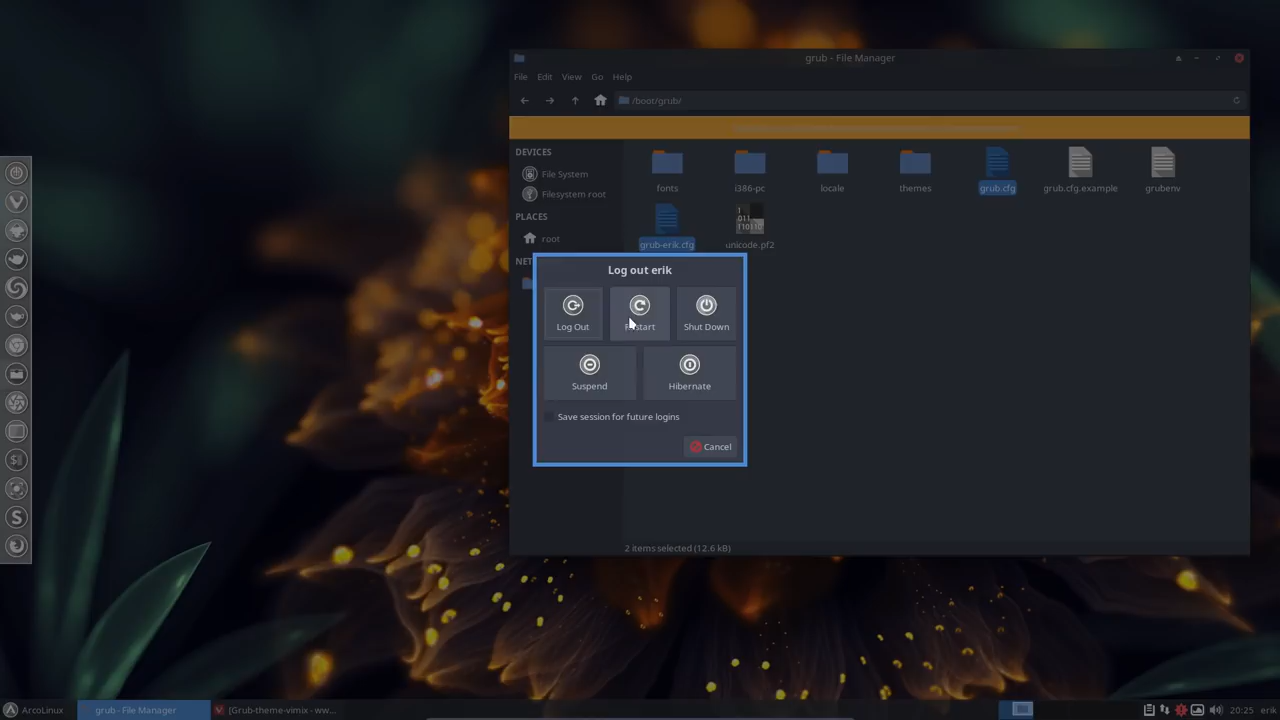 grub - File Manager
File Edit View Go Help
/boot/grub/
DEVICES
File System
Filesystem root
PLACES
root
NET
fonts i386-pc locale themes grub.cfg grub.cfg.example grubenv
grub-erik.cfg unicode.pf2
Log out erik
Log Out Restart Shut Down
Suspend Hibernate
Save session for future logins
Cancel
2 items selected (12.6 kB)
ArcoLinux grub - File Manager [Grub-theme-vimix - ww... 20:25 erik